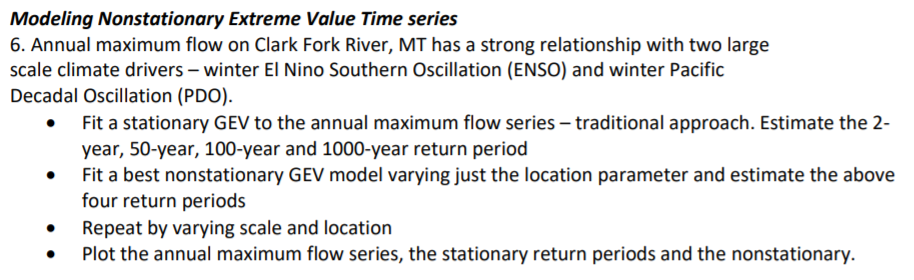 Modeling Nonstationary Extreme Value Time series
6. Annual maximum flow on Clark Fork River, MT has a strong relationship with two large
scale climate drivers – winter El Nino Southern Oscillation (ENSO) and winter Pacific
Decadal Oscillation (PDO).
• Fit a stationary GEV to the annual maximum flow series – traditional approach. Estimate the 2-
year, 50-year, 100-year and 1000-year return period
• Fit a best nonstationary GEV model varying just the location parameter and estimate the above
four return periods
• Repeat by varying scale and location
• Plot the annual maximum flow series, the stationary return periods and the nonstationary.